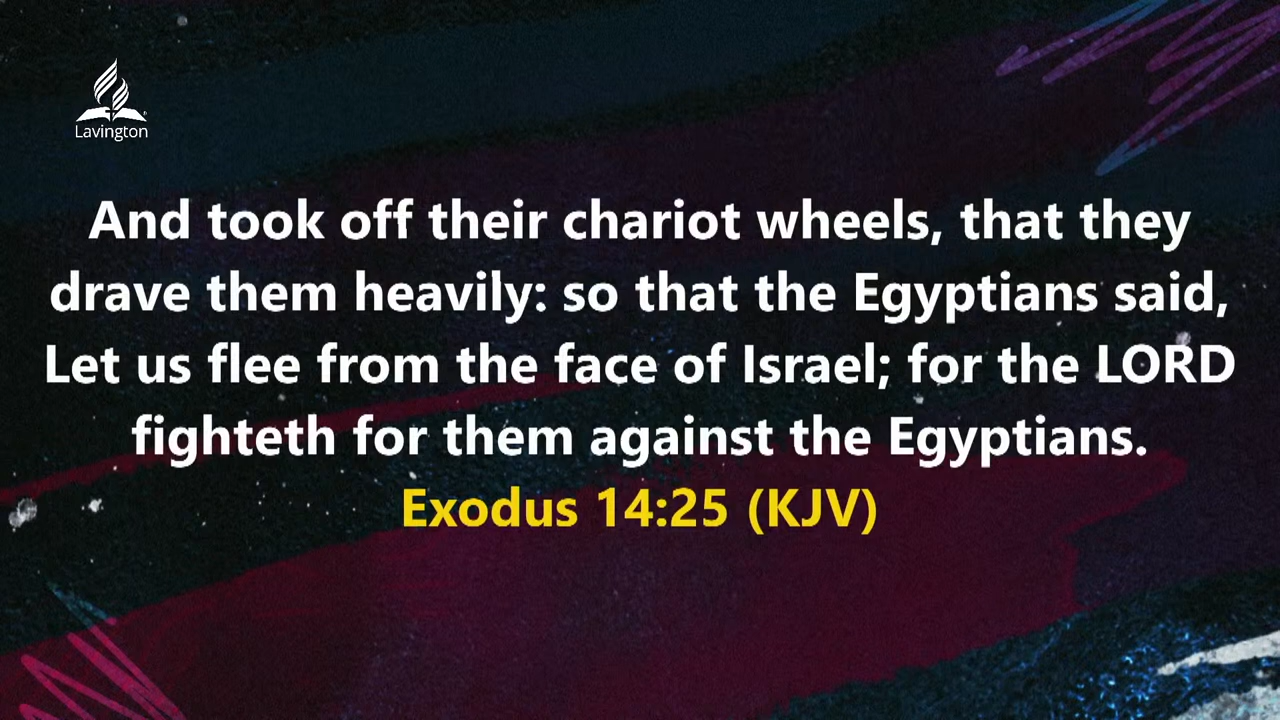 Lavington
And took off their chariot wheels, that they
drave them heavily: so that the Egyptians said,
Let us flee from the face of Israel; for the LORD
fighteth for them against the Egyptians.
Exodus 14:25 (KJV)